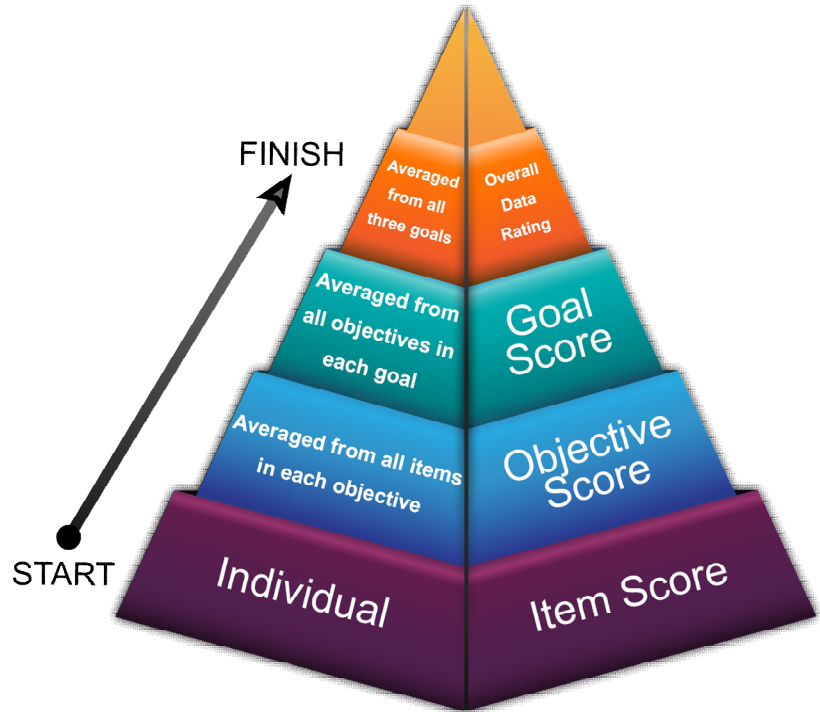 FINISH
Averaged
from all
three goals
Overall
Data
Rating
Averaged from
all objectives in
each goal
Goal
Score
Averaged from all items
in each objective
Objective
Score
START
Individual
Item Score